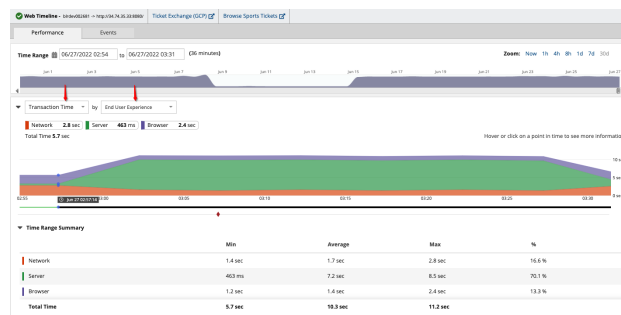 Web Timeline - birdev002601 -> http://34.74.35.33:8080/ Ticket Exchange (GCP) Browse Sports Tickets
Performance Events
Time Range 06/27/2022 02:54 to 06/27/2022 03:31 (36 minutes) Zoom: Now 1h 4h 8h 1d 7d 30d
Jun 1 Jun 3 Jun 5 Jun 7 Jun 9 Jun 11 Jun 13 Jun 15 Jun 17 Jun 19 Jun 21 Jun 23 Jun 25 Jun 27
Transaction Time by End User Experience
Network 2.8 sec Server 463 ms Browser 2.4 sec
Total Time 5.7 sec Hover or click on a point in time to see more informatio
10 s
5 se
0 se
02:55 Jun 27 02:57:16 03:00 03:05 03:10 03:15 03:20 03:25 03:30
Time Range Summary
Min Average Max %
Network 1.4 sec 1.7 sec 2.8 sec 16.6 %
Server 463 ms 7.2 sec 8.5 sec 70.1 %
Browser 1.2 sec 1.4 sec 2.4 sec 13.3 %
Total Time 5.7 sec 10.3 sec 11.2 sec